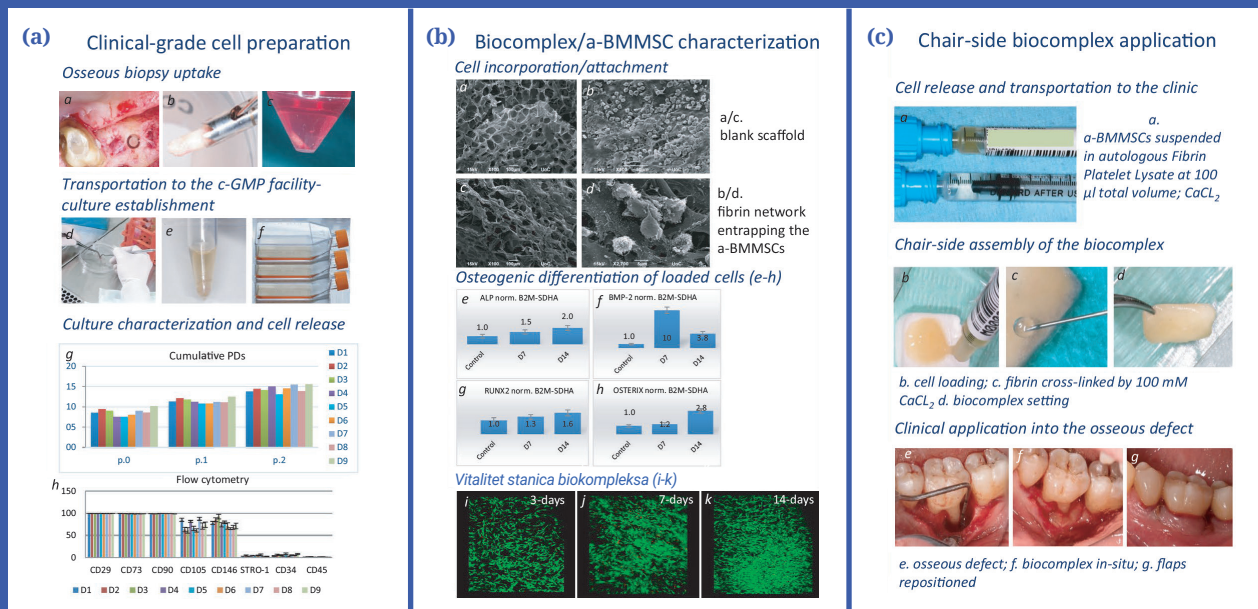 (a)
Clinical-grade cell preparation
Osseous biopsy uptake
a
b
c
Transportation to the c-GMP facility-
culture establishment
d
e
f
Culture characterization and cell release
g
Cumulative PDs
20
15
10
05
00
p.0
p.1
p.2
D1
D2
D3
D4
D5
D6
D7
D8
D9
h
Flow cytometry
150
100
50
0
CD29 CD73 CD90 CD105 CD146 STRO-1 CD34 CD45
D1 D2 D3 D4 D5 D6 D7 D8 D9
(b)
Biocomplex/a-BMMSC characterization
Cell incorporation/attachment
a
b
a/c.
blank scaffold
c
d
b/d.
fibrin network
entrapping the
a-BMMSCs
Osteogenic differentiation of loaded cells (e-h)
e
ALP norm. B2M-SDHA
1.0
1.5
2.0
Control
D7
D14
f
BMP-2 norm. B2M-SDHA
1.0
10
3.8
Control
D7
D14
g
RUNX2 norm. B2M-SDHA
1.0
1.3
1.6
Control
D7
D14
h
OSTERIX norm. B2M-SDHA
1.0
1.2
2.8
Control
D7
D14
Vitalitet stanica biokompleksa (i-k)
i
3-days
j
7-days
k
14-days
(c)
Chair-side biocomplex application
Cell release and transportation to the clinic
a
a.
a-BMMSCs suspended
in autologous Fibrin
Platelet Lysate at 100
µl total volume; CaCL2
Chair-side assembly of the biocomplex
b
c
d
b. cell loading; c. fibrin cross-linked by 100 mM
CaCL2 d. biocomplex setting
Clinical application into the osseous defect
e
f
g
e. osseous defect; f. biocomplex in-situ; g. flaps
repositioned